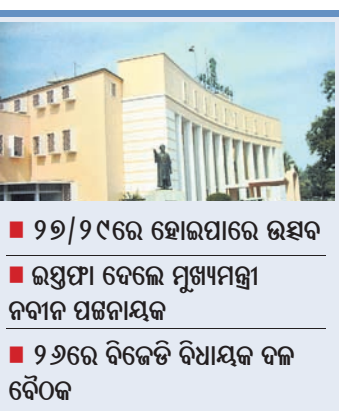 ■ ୨୭/୨୯ରେ ହୋଇପାରେ ଉତ୍ସବ
■ ଇସ୍ତଫା ଦେଲେ ମୁଖ୍ୟମନ୍ତ୍ରୀ
ନବୀନ ପଟ୍ଟନାୟକ
■ ୨୬ରେ ବିଜେଡି ବିଧାୟକ ଦଳ
ବୈଠକ